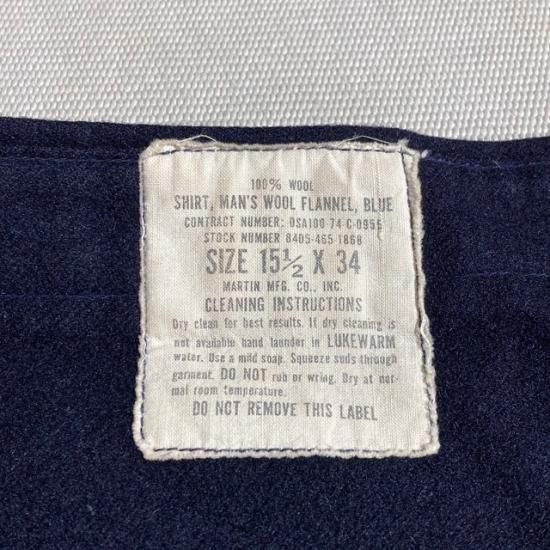 100% WOOL
SHIRT, MAN'S WOOL FLANNEL, BLUE
CONTRACT NUMBER: DSA100-74-C-0955
STOCK NUMBER 8405-465-1868
SIZE 15½ X 34
MARTIN MFG. CO., INC.
CLEANING INSTRUCTIONS
Dry clean for best results. If dry cleaning is
not available hand launder in LUKEWARM
water. Use a mild soap. Squeeze suds through
garment. DO NOT rub or wring. Dry at nor-
mal room temperature.
DO NOT REMOVE THIS LABEL